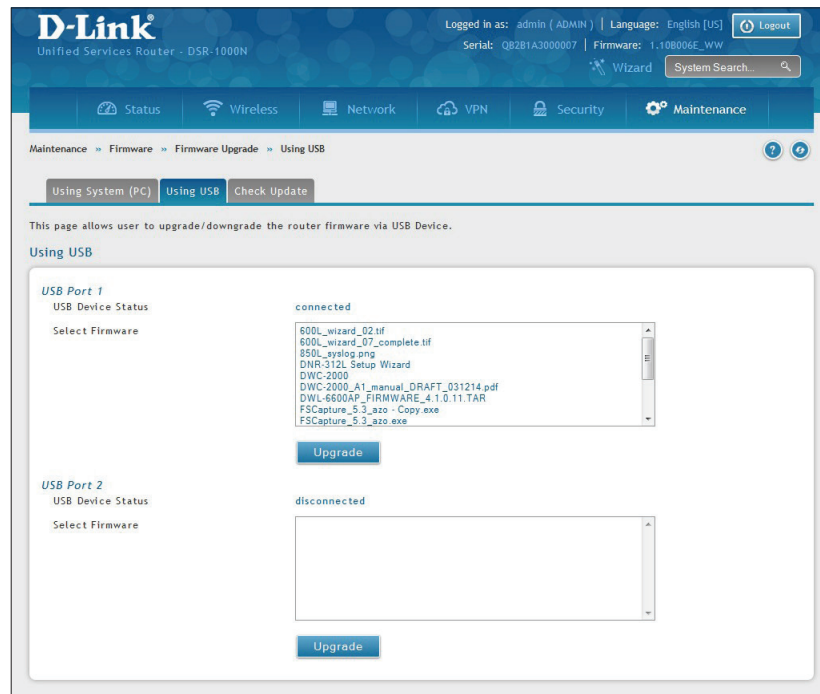 D-Link
Unified Services Router - DSR-1000N
Logged in as: admin ( ADMIN ) | Language: English [US]
Logout
Serial: QB2B1A3000007 | Firmware: 1.10B006E_WW
Wizard
System Search...
Status
Wireless
Network
VPN
Security
Maintenance
Maintenance » Firmware » Firmware Upgrade » Using USB
?
Using System (PC)
Using USB
Check Update
This page allows user to upgrade/downgrade the router firmware via USB Device.
Using USB
USB Port 1
USB Device Status connected
Select Firmware
600L_wizard_02.tif
600L_wizard_07_complete.tif
850L_syslog.png
DNR-312L Setup Wizard
DWC-2000
DWC-2000_A1_manual_DRAFT_031214.pdf
DWL-6600AP_FIRMWARE_4.1.0.11.TAR
FSCapture_5.3_azo - Copy.exe
FSCapture_5.3_azo.exe
Upgrade
USB Port 2
USB Device Status disconnected
Select Firmware
Upgrade